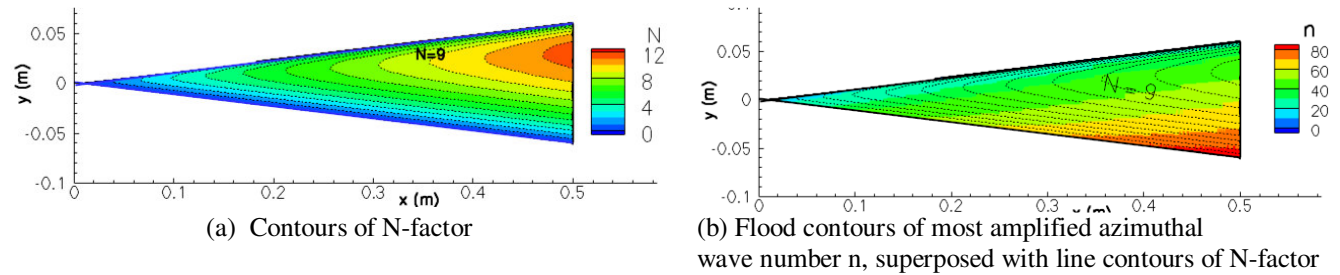 0.05
0
-0.05
-0.1
y (m)
0
0.1
0.2
0.3
0.4
0.5
x (m)
N=9
N
12
8
4
0
(a) Contours of N-factor
0.05
0
-0.05
-0.1
y (m)
0
0.1
0.2
0.3
0.4
0.5
x (m)
N = 9
n
80
60
40
20
0
(b) Flood contours of most amplified azimuthal
wave number n, superposed with line contours of N-factor